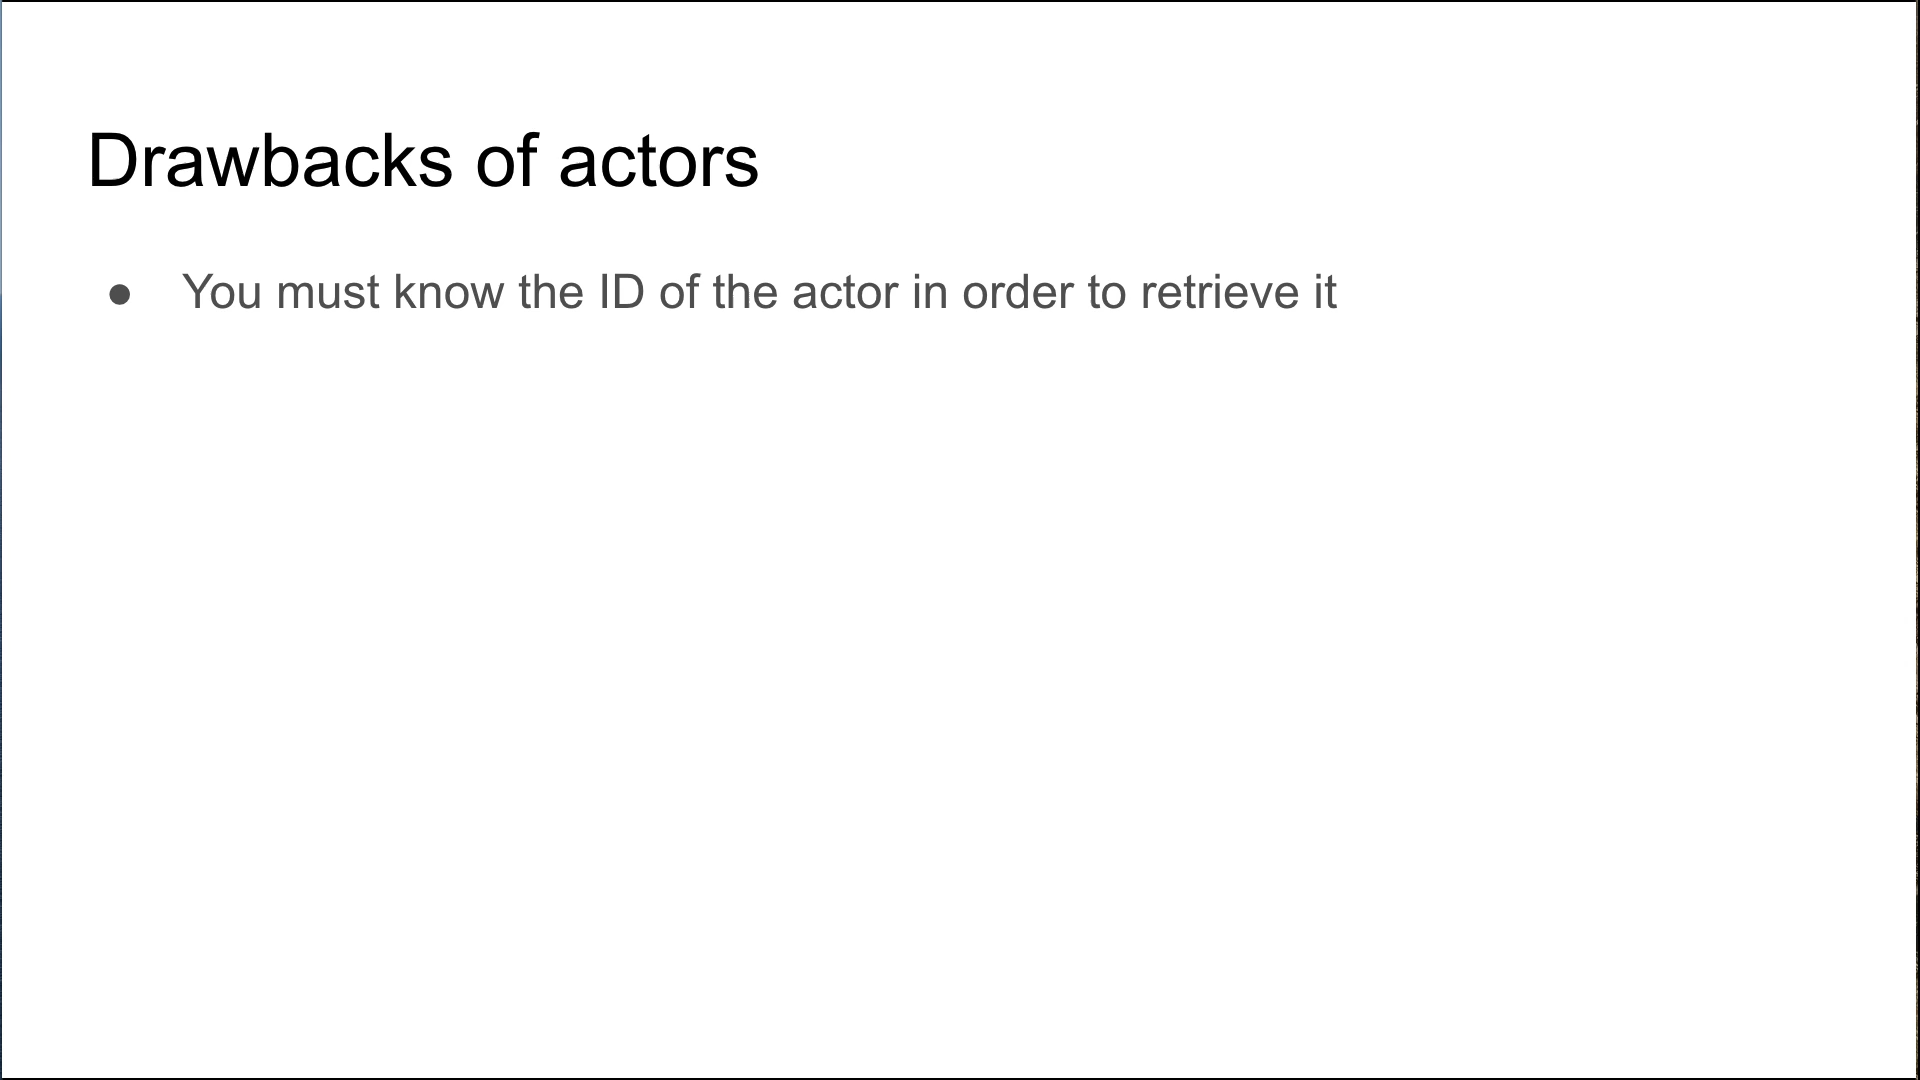 Drawbacks of actors
● You must know the ID of the actor in order to retrieve it